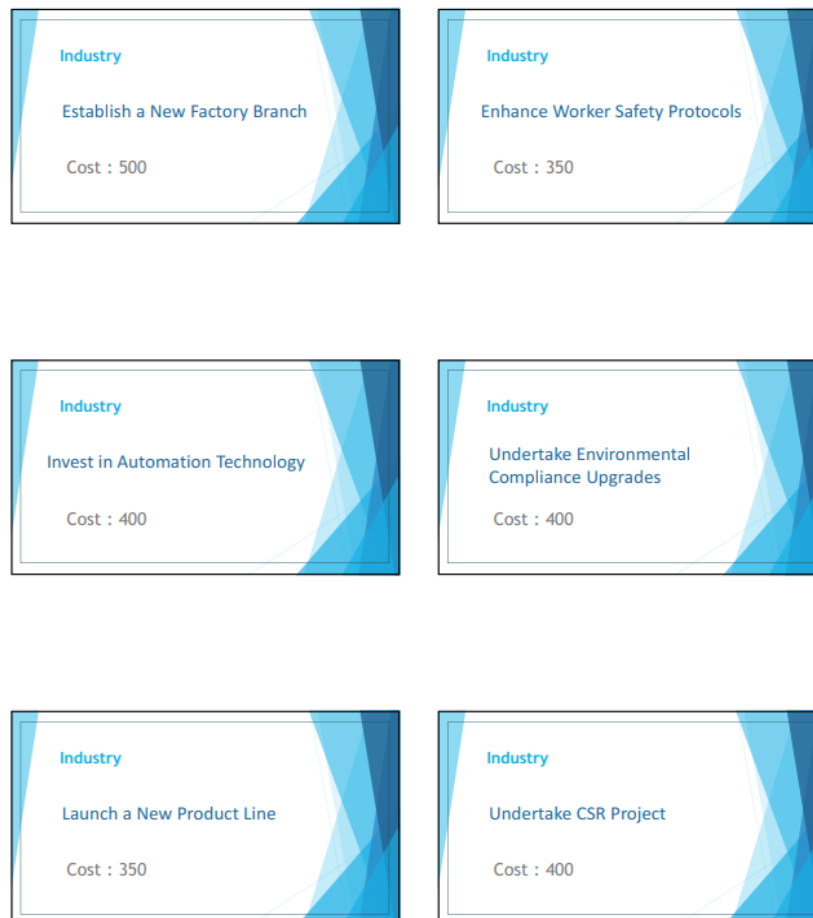 Industry
Establish a New Factory Branch
Cost : 500
Industry
Enhance Worker Safety Protocols
Cost : 350
Industry
Invest in Automation Technology
Cost : 400
Industry
Undertake Environmental
Compliance Upgrades
Cost : 400
Industry
Launch a New Product Line
Cost : 350
Industry
Undertake CSR Project
Cost : 400